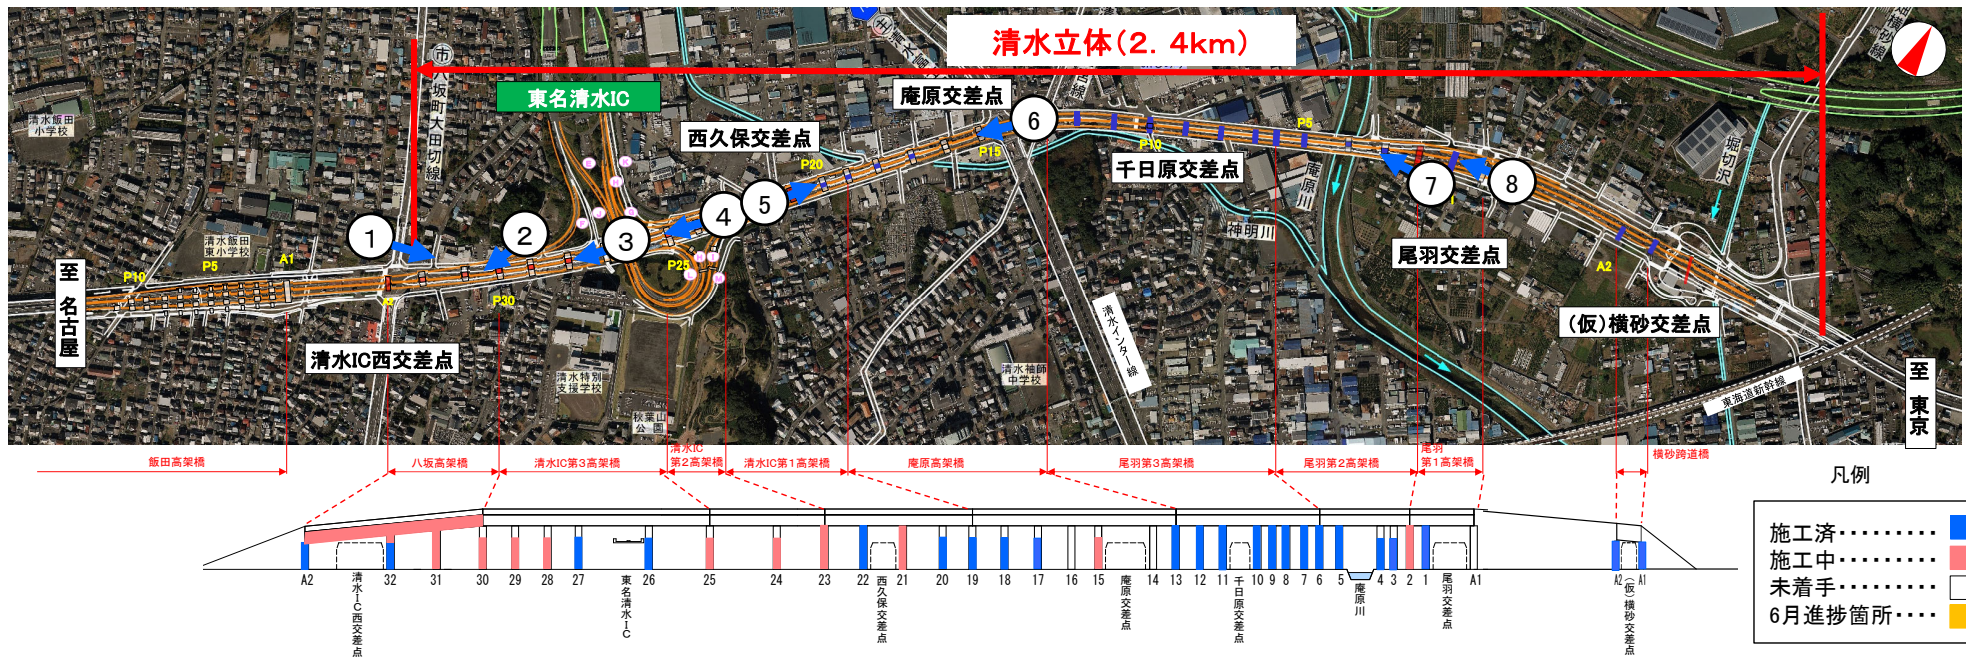 清水立体(2. 4km)
市
八坂町大田切線
東名清水IC
西久保交差点
庵原交差点
千日原交差点
尾羽交差点
(仮)横砂交差点
清水IC西交差点
清水飯田
小学校
清水飯田
東小学校
清水特別
支援学校
秋葉山
公園
清水袖師
中学校
清水インター線
神明川
庵原川
堀切沢
横砂線
東海道新幹線
至 名古屋
至 東京
1
2
3
4
5
6
7
8
P10
P5
A1
A2
P30
P25
P20
P15
P10
P5
A2
飯田高架橋
八坂高架橋
清水IC第3高架橋
清水IC
第2高架橋
清水IC第1高架橋
庵原高架橋
尾羽第3高架橋
尾羽第2高架橋
尾羽
第1高架橋
横砂跨道橋
A2
清水IC西交差点
32
31
30
29
28
27
東名清水IC
26
25
24
23
22
西久保交差点
21
20
19
18
17
16
15
庵原交差点
14
13
12
11
千日原交差点
10
9
8
7
6
5
庵原川
4
3
2
1
尾羽交差点
A1
A2
(仮)横砂交差点
A1
凡例
施工済・・・・・・・・・
施工中・・・・・・・・・
未着手・・・・・・・・・
6月進捗箇所・・・・